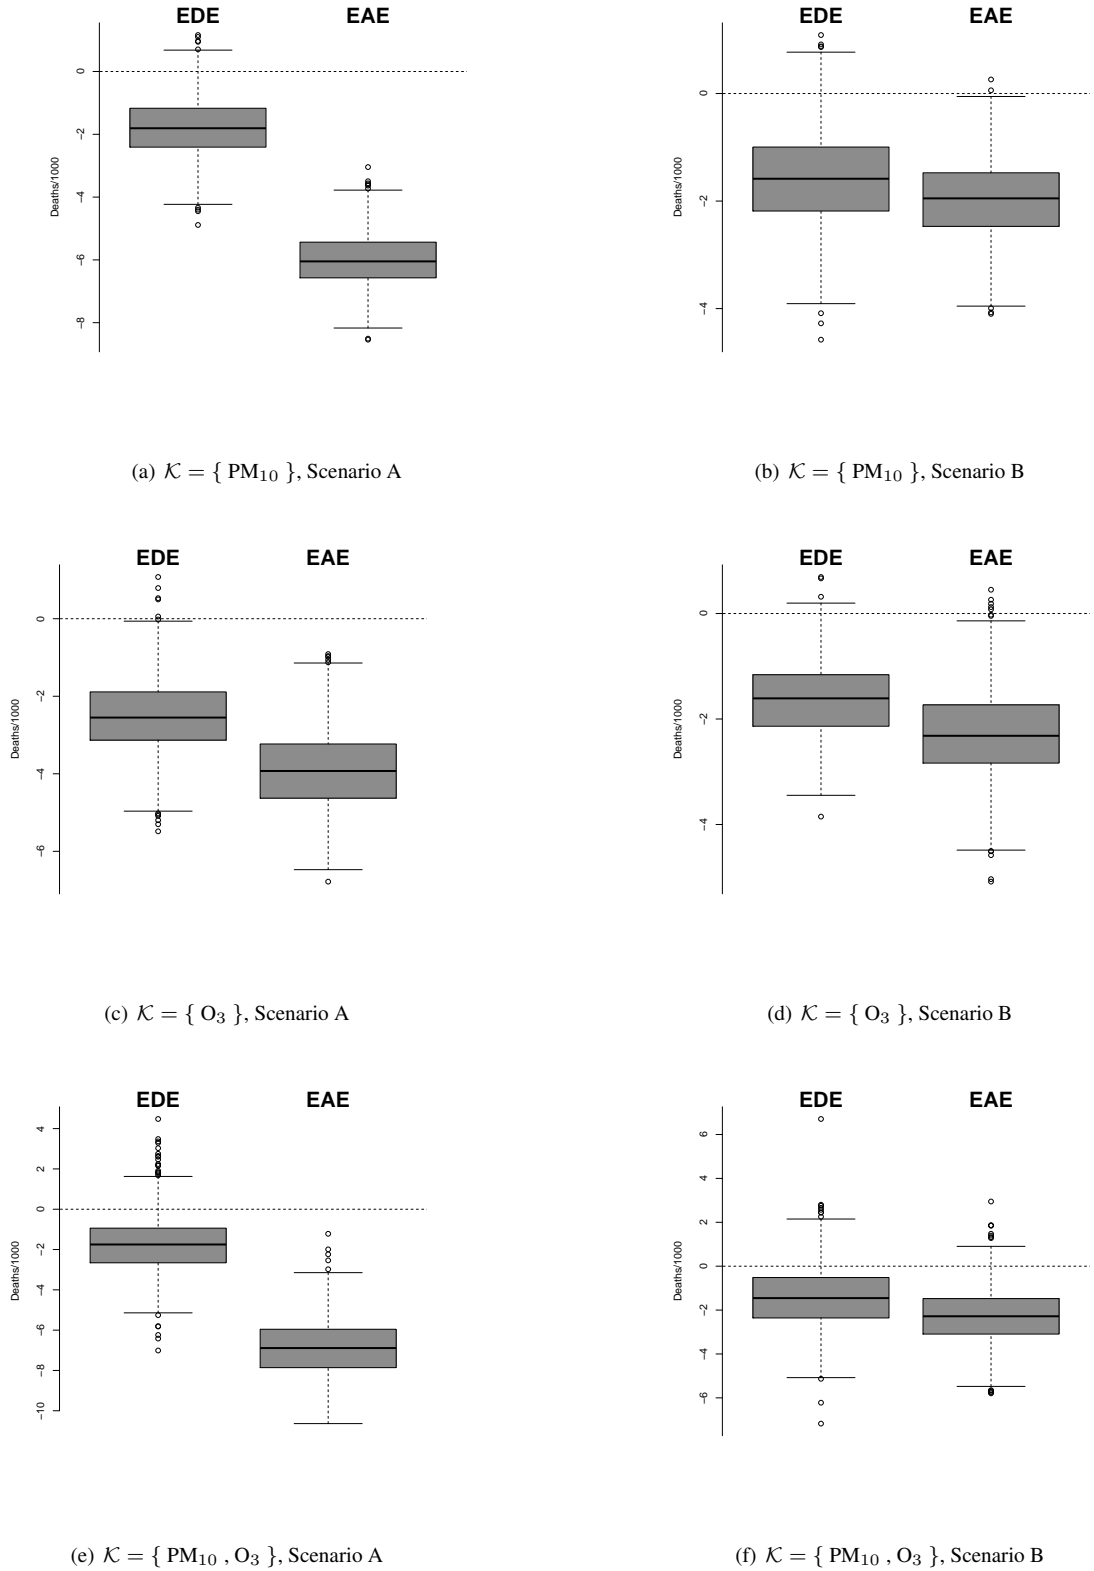 EDE EAE
Deaths/1000
0
−2
−4
−6
−8
EDE EAE
Deaths/1000
0
−2
−4
(a) 𝒦 = { PM₁₀ }, Scenario A
(b) 𝒦 = { PM₁₀ }, Scenario B
EDE EAE
Deaths/1000
0
−2
−4
−6
EDE EAE
Deaths/1000
0
−2
−4
(c) 𝒦 = { O₃ }, Scenario A
(d) 𝒦 = { O₃ }, Scenario B
EDE EAE
Deaths/1000
4
2
0
−2
−4
−6
−8
−10
EDE EAE
Deaths/1000
6
4
2
0
−2
−4
−6
(e) 𝒦 = { PM₁₀ , O₃ }, Scenario A
(f) 𝒦 = { PM₁₀ , O₃ }, Scenario B